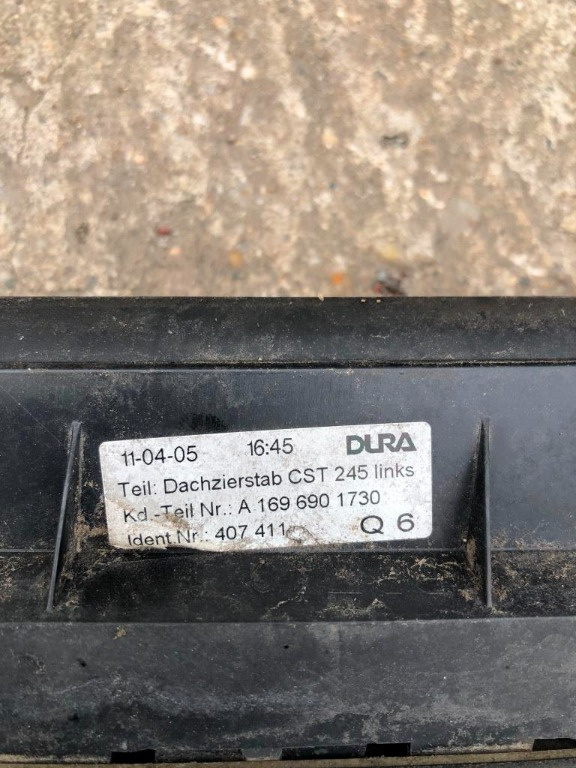 11-04-05 16:45 DURA
Teil: Dachzierstab CST 245 links
Kd.-Teil Nr.: A 169 690 1730
Ident Nr.: 407 411 Q 6